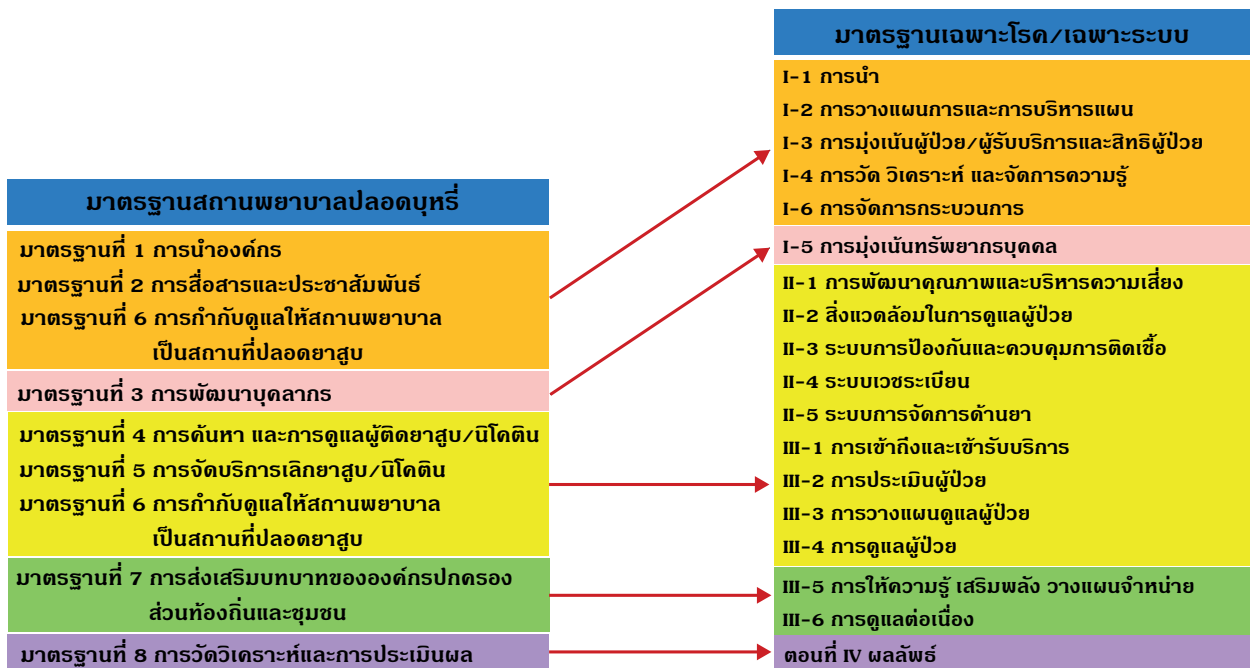 มาตรฐานสถานพยาบาลปลอดบุหรี่
มาตรฐานที่ 1 การนำองค์กร
มาตรฐานที่ 2 การสื่อสารและประชาสัมพันธ์
มาตรฐานที่ 6 การกำกับดูแลให้สถานพยาบาล
เป็นสถานที่ปลอดยาสูบ
มาตรฐานที่ 3 การพัฒนาบุคลากร
มาตรฐานที่ 4 การค้นหา และการดูแลผู้ติดยาสูบ/นิโคติน
มาตรฐานที่ 5 การจัดบริการเลิกยาสูบ/นิโคติน
มาตรฐานที่ 6 การกำกับดูแลให้สถานพยาบาล
เป็นสถานที่ปลอดยาสูบ
มาตรฐานที่ 7 การส่งเสริมบทบาทขององค์กรปกครอง
ส่วนท้องถิ่นและชุมชน
มาตรฐานที่ 8 การวัดวิเคราะห์และการประเมินผล
มาตรฐานเฉพาะโรค/เฉพาะระบบ
I-1 การนำ
I-2 การวางแผนการและการบริหารแผน
I-3 การมุ่งเน้นผู้ป่วย/ผู้รับบริการและสิทธิผู้ป่วย
I-4 การวัด วิเคราะห์ และจัดการความรู้
I-6 การจัดการกระบวนการ
I-5 การมุ่งเน้นทรัพยากรบุคคล
II-1 การพัฒนาคุณภาพและบริหารความเสี่ยง
II-2 สิ่งแวดล้อมในการดูแลผู้ป่วย
II-3 ระบบการป้องกันและควบคุมการติดเชื้อ
II-4 ระบบเวชระเบียน
II-5 ระบบการจัดการด้านยา
III-1 การเข้าถึงและเข้ารับบริการ
III-2 การประเมินผู้ป่วย
III-3 การวางแผนดูแลผู้ป่วย
III-4 การดูแลผู้ป่วย
III-5 การให้ความรู้ เสริมพลัง วางแผนจำหน่าย
III-6 การดูแลต่อเนื่อง
ตอนที่ IV ผลลัพธ์